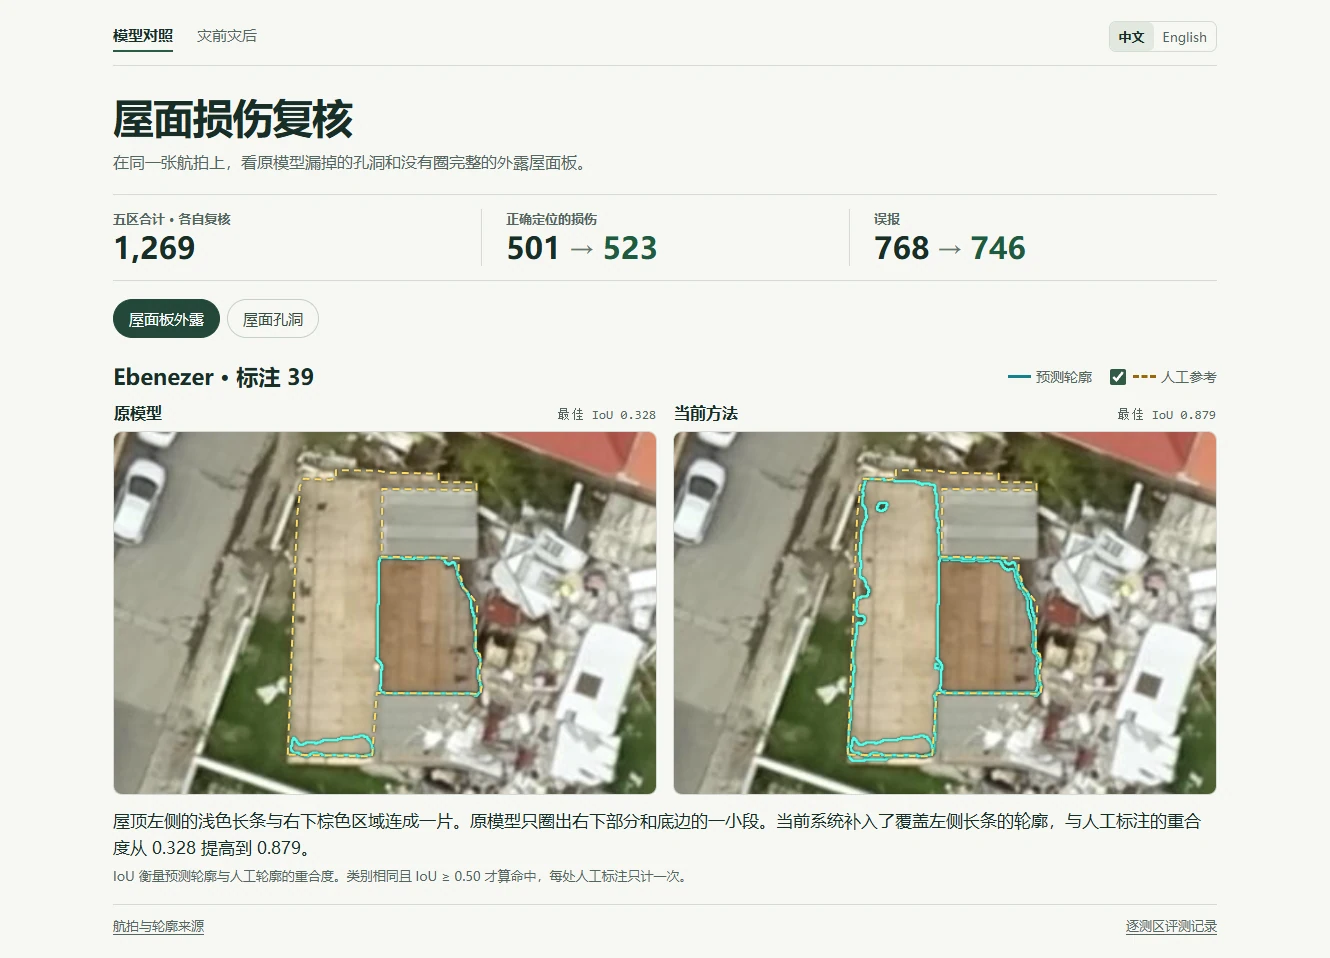 模型对照 灾前灾后 中文 English
屋面损伤复核
在同一张航拍上，看原模型漏掉的孔洞和没有圈完整的外露屋面板。
五区合计 • 各自复核 正确定位的损伤 误报
1,269 501 → 523 768 → 746
屋面板外露 屋面孔洞
Ebenezer • 标注 39 预测轮廓 人工参考
原模型 最佳 IoU 0.328 当前方法 最佳 IoU 0.879
屋顶左侧的浅色长条与右下棕色区域连成一片。原模型只圈出右下部分和底边的一小段。当前系统补入了覆盖左侧长条的轮廓，与人工标注的重合
度从 0.328 提高到 0.879。
IoU 衡量预测轮廓与人工轮廓的重合度。类别相同且 IoU ≥ 0.50 才算命中，每处人工标注只计一次。
航拍与轮廓来源 逐测区评测记录